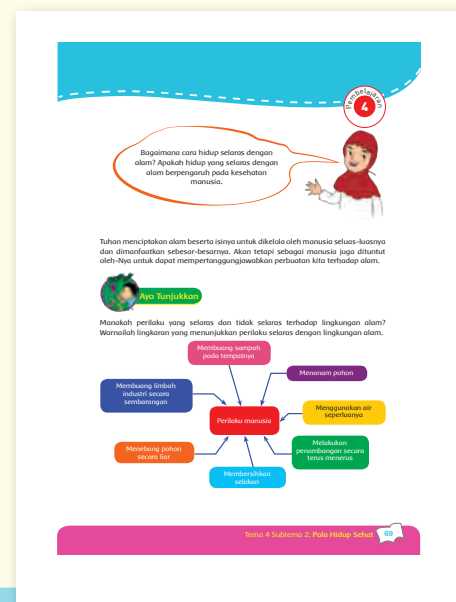 Pembelajaran
4
Bagaimana cara hidup selaras dengan
alam? Apakah hidup yang selaras dengan
alam berpengaruh pada kesehatan
manusia.
Tuhan menciptakan alam beserta isinya untuk dikelola oleh manusia seluas-luasnya
dan dimanfaatkan sebesar-besarnya. Akan tetapi sebagai manusia juga dituntut
oleh-Nya untuk dapat mempertanggungjawabkan perbuatan kita terhadap alam.
Ayo Tunjukkan
Manakah perilaku yang selaras dan tidak selaras terhadap lingkungan alam?
Warnailah lingkaran yang menunjukkan perilaku selaras dengan lingkungan alam.
Membuang sampah
pada tempatnya
Menanam pohon
Membuang limbah
industri secara
sembarangan
Menggunakan air
seperluanya
Perilaku manusia
Menebang pohon
secara liar
Melakukan
penambangan secara
terus menerus
Membersihkan
selokan
Tema 4 Subtema 2: Pola Hidup Sehat
69